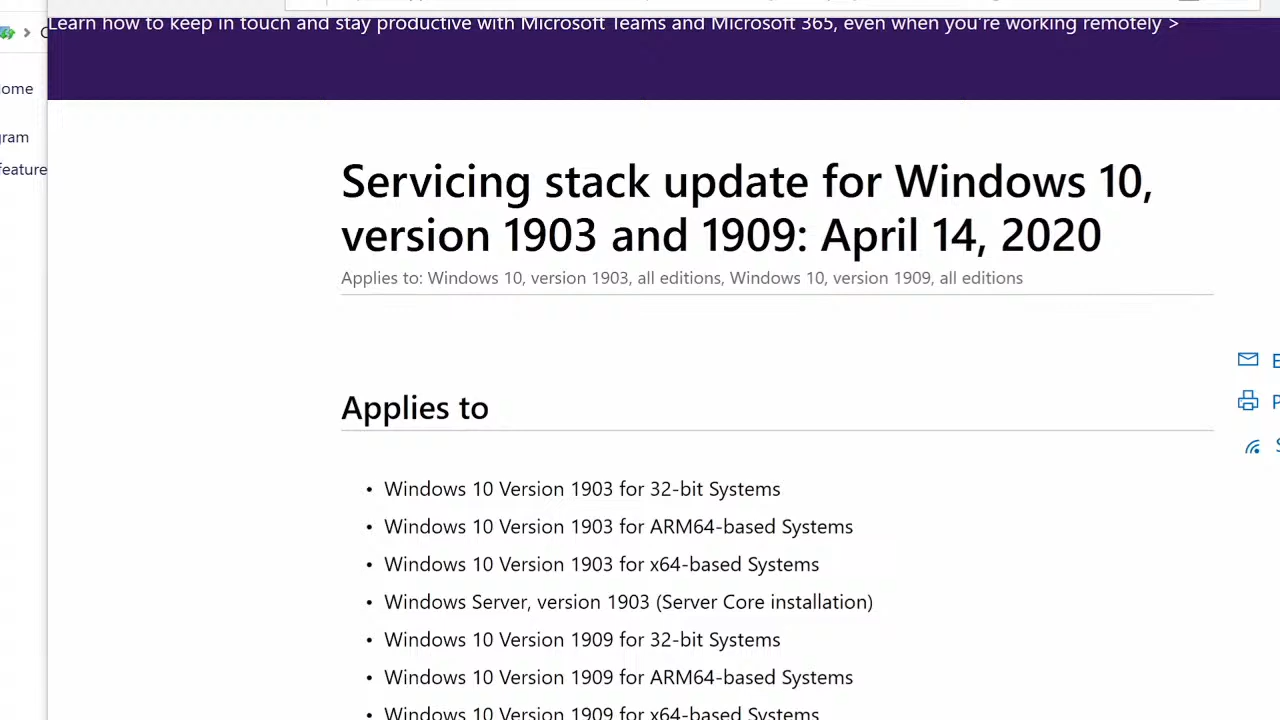 Learn how to keep in touch and stay productive with Microsoft Teams and Microsoft 365, even when you're working remotely >
ome
gram
feature
Servicing stack update for Windows 10,
version 1903 and 1909: April 14, 2020
Applies to: Windows 10, version 1903, all editions, Windows 10, version 1909, all editions
Applies to
• Windows 10 Version 1903 for 32-bit Systems
• Windows 10 Version 1903 for ARM64-based Systems
• Windows 10 Version 1903 for x64-based Systems
• Windows Server, version 1903 (Server Core installation)
• Windows 10 Version 1909 for 32-bit Systems
• Windows 10 Version 1909 for ARM64-based Systems
• Windows 10 Version 1909 for x64-based Systems